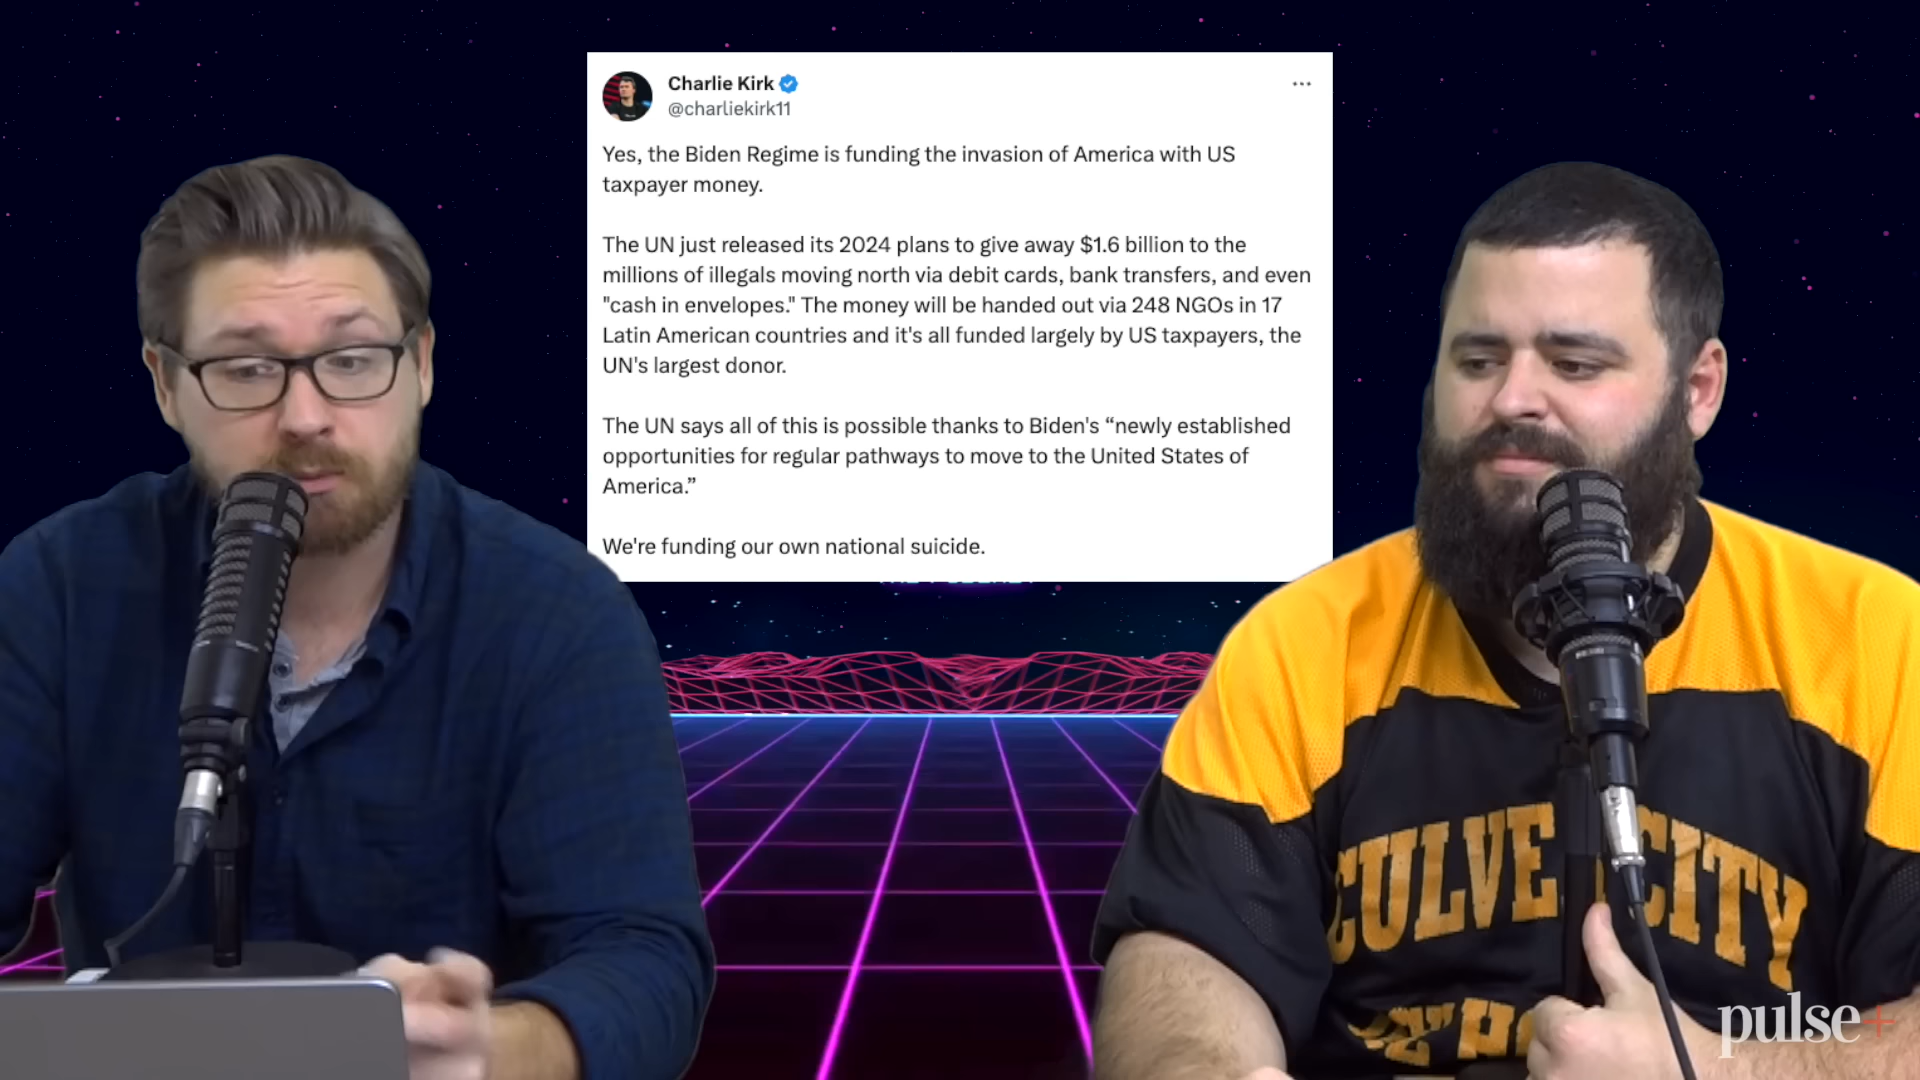 Charlie Kirk
@charliekirk11
Yes, the Biden Regime is funding the invasion of America with US
taxpayer money.
The UN just released its 2024 plans to give away $1.6 billion to the
millions of illegals moving north via debit cards, bank transfers, and even
"cash in envelopes." The money will be handed out via 248 NGOs in 17
Latin American countries and it's all funded largely by US taxpayers, the
UN's largest donor.
The UN says all of this is possible thanks to Biden's “newly established
opportunities for regular pathways to move to the United States of
America.”
We're funding our own national suicide.
CULVE CITY
pulse+